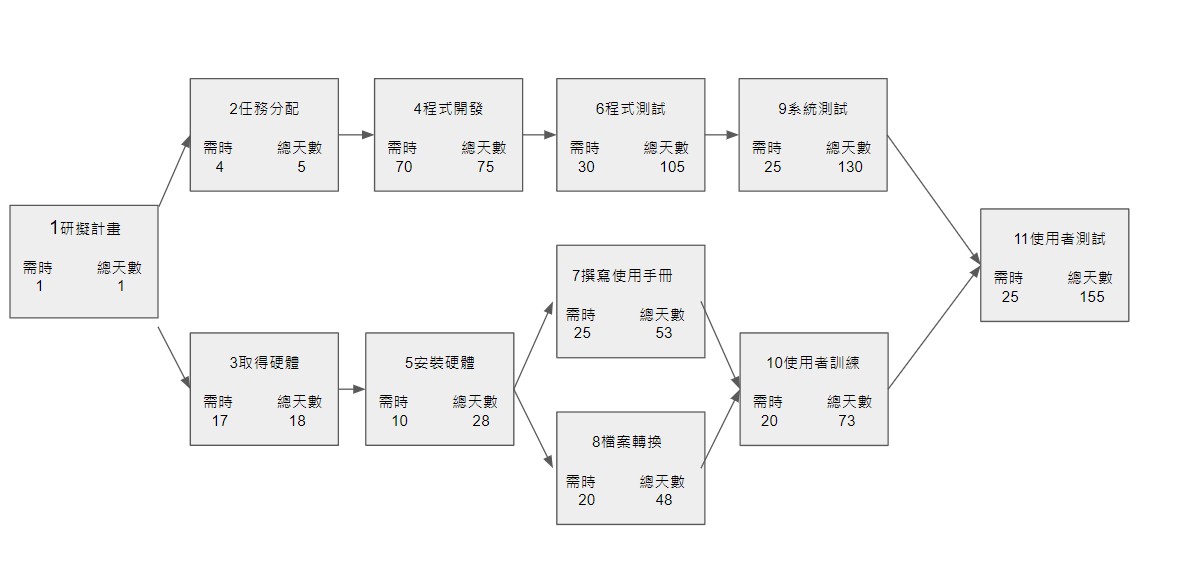 2任務分配
需時 總天數
4 5
4程式開發
需時 總天數
70 75
6程式測試
需時 總天數
30 105
9系統測試
需時 總天數
25 130
1研擬計畫
需時 總天數
1 1
11使用者測試
需時 總天數
25 155
7撰寫使用手冊
需時 總天數
25 53
3取得硬體
需時 總天數
17 18
5安裝硬體
需時 總天數
10 28
10使用者訓練
需時 總天數
20 73
8檔案轉換
需時 總天數
20 48